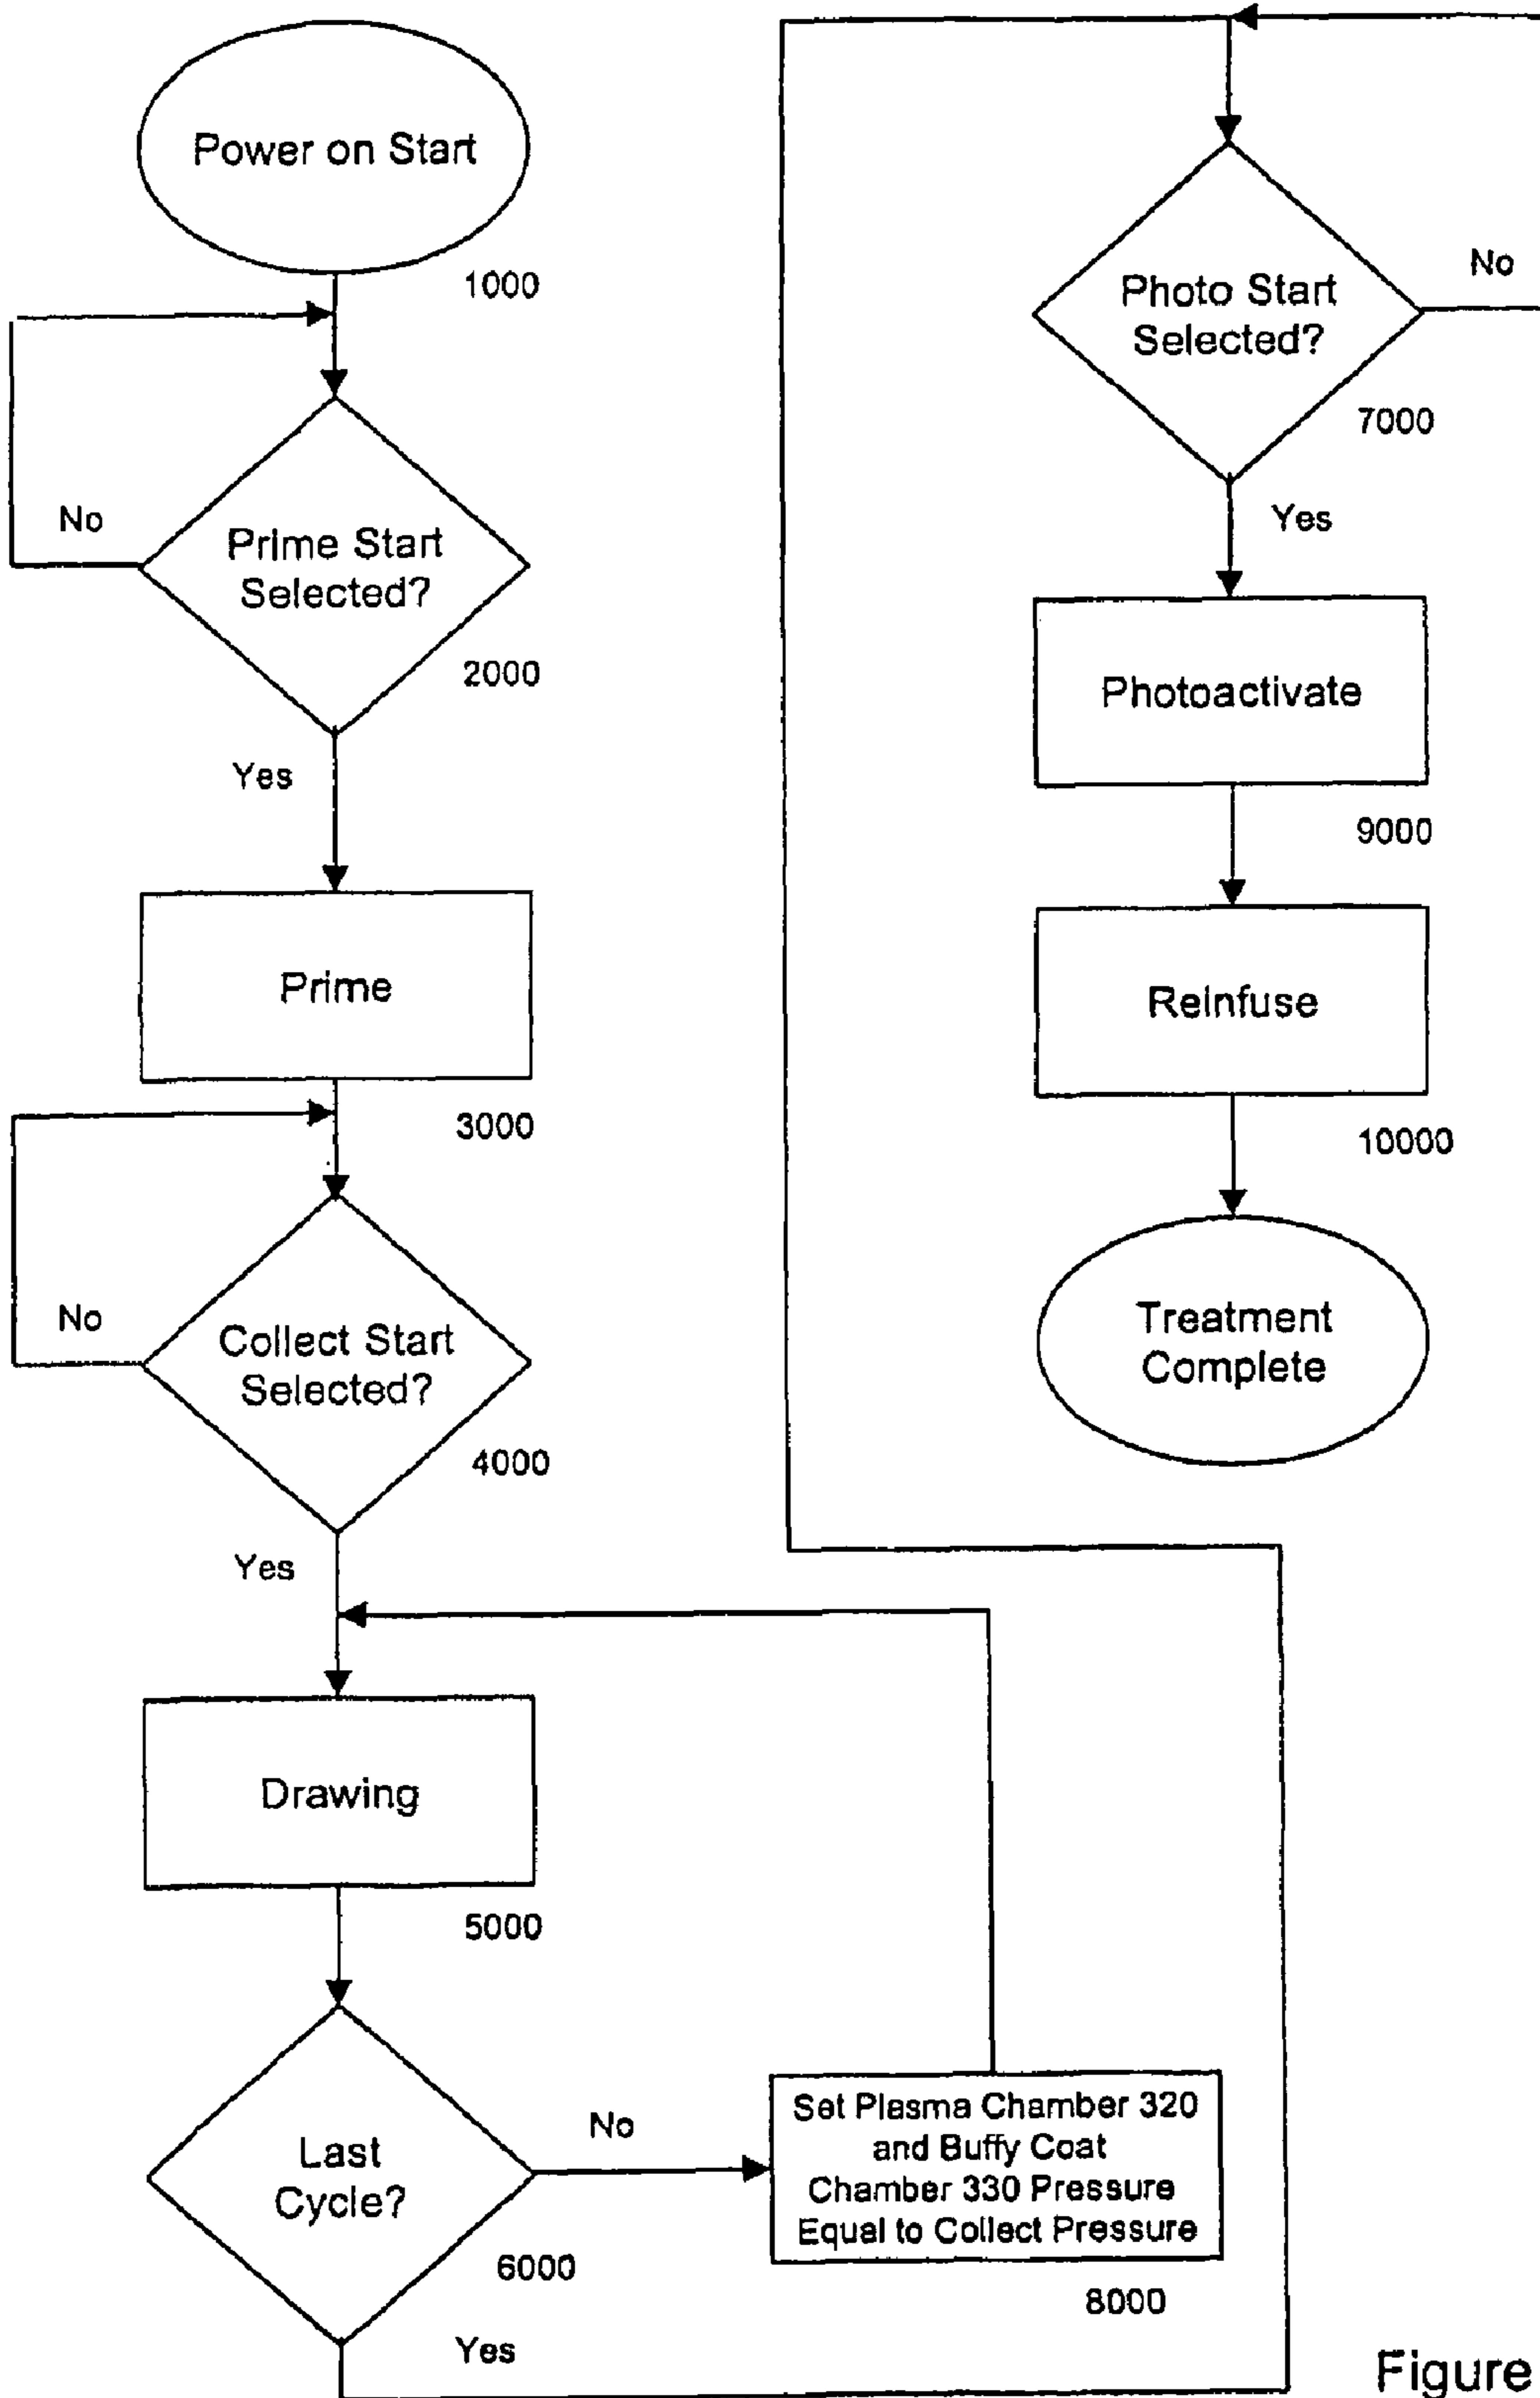 Power on Start
1000
No
Prime Start
Selected?
2000
Yes
Prime
3000
No
Collect Start
Selected?
4000
Yes
Drawing
5000
Last
Cycle?
6000
No
Set Plasma Chamber 320
and Buffy Coat
Chamber 330 Pressure
Equal to Collect Pressure
8000
Yes
Photo Start
Selected?
No
7000
Yes
Photoactivate
9000
Reinfuse
10000
Treatment
Complete
Figure